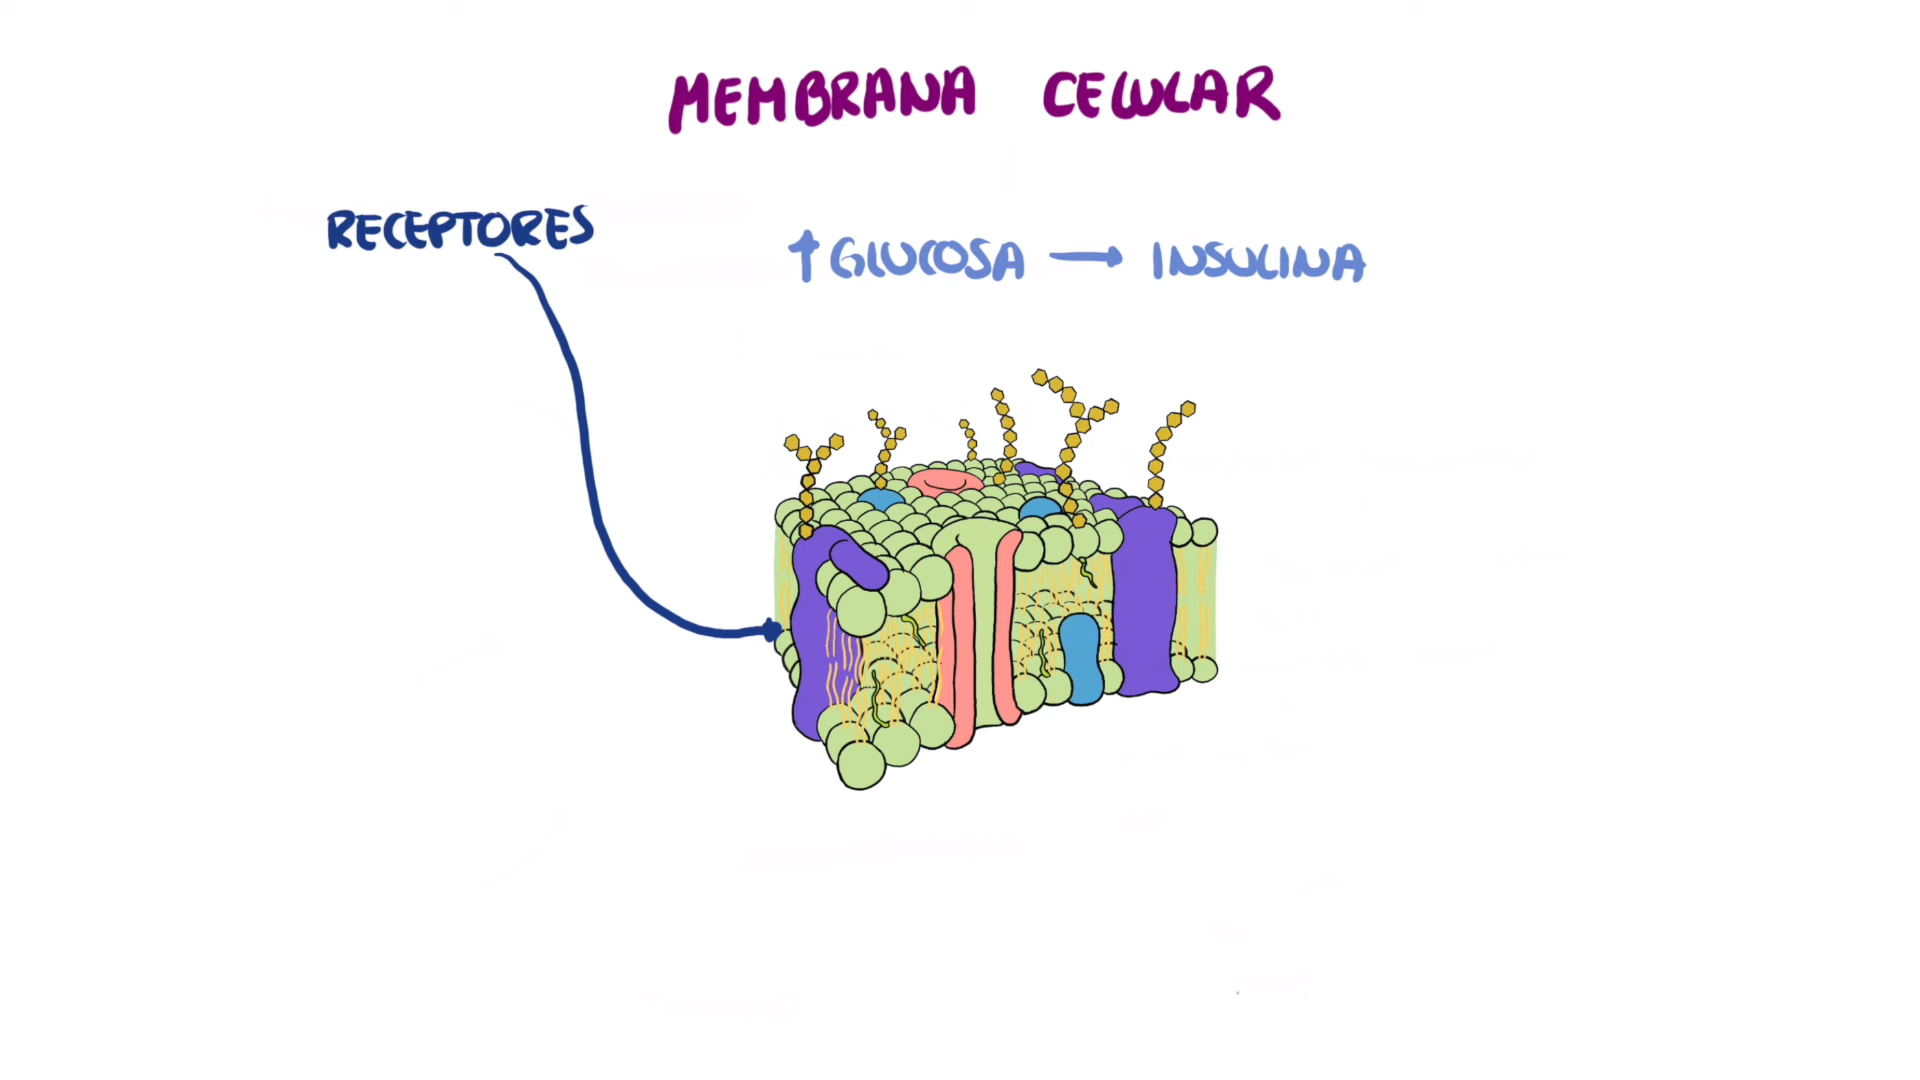 MEMBRANA CELULAR
RECEPTORES
↑ GLUCOSA → INSULINA